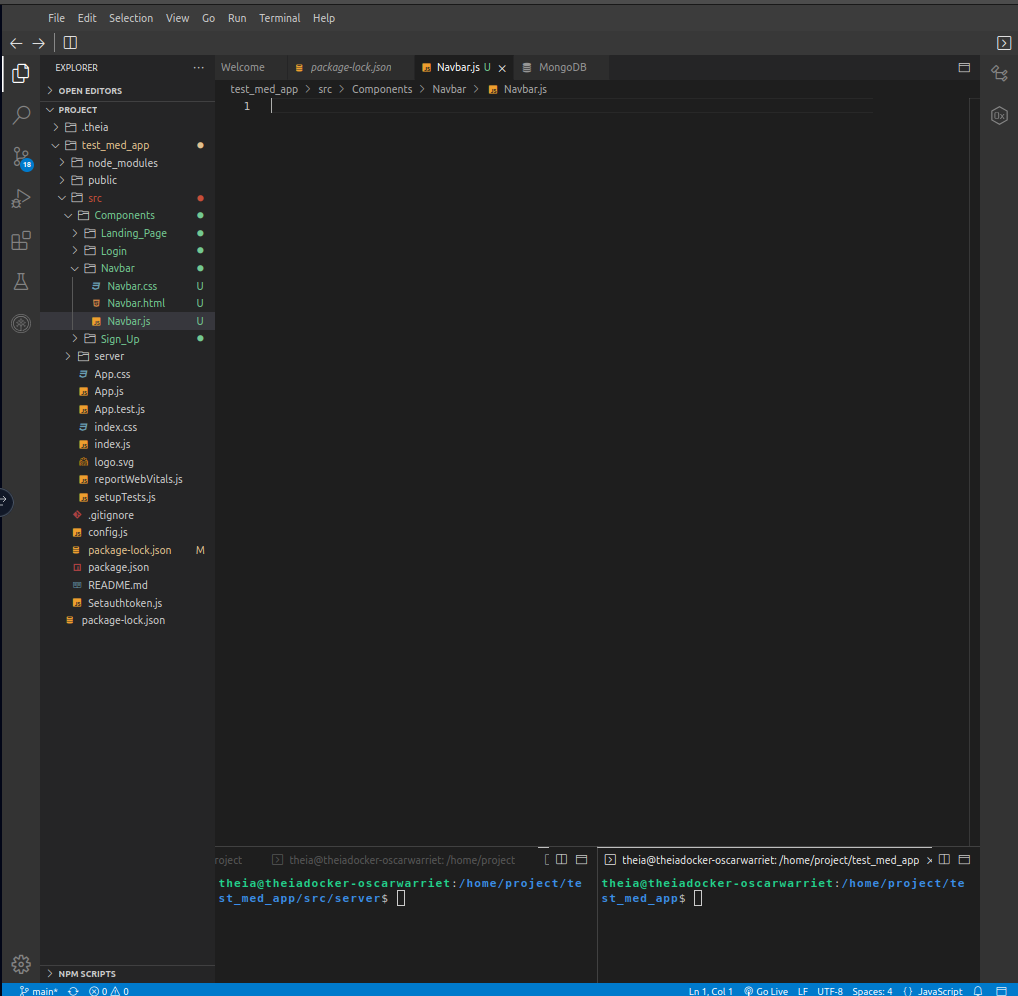 File Edit Selection View Go Run Terminal Help
EXPLORER
OPEN EDITORS
PROJECT
.theia
test_med_app
node_modules
public
src
Components
Landing_Page
Login
Navbar
Navbar.css U
Navbar.html U
Navbar.js U
Sign_Up
server
App.css
App.js
App.test.js
index.css
index.js
logo.svg
reportWebVitals.js
setupTests.js
.gitignore
config.js
package-lock.json M
package.json
README.md
Setauthtoken.js
package-lock.json
NPM SCRIPTS
18
Welcome package-lock.json Navbar.js U MongoDB
test_med_app > src > Components > Navbar > Navbar.js
1
roject theia@theiadocker-oscarwarriet: /home/project
theia@theiadocker-oscarwarriet:/home/project/te
st_med_app/src/server$
theia@theiadocker-oscarwarriet: /home/project/test_med_app
theia@theiadocker-oscarwarriet:/home/project/te
st_med_app$
main* 0 0 Ln 1, Col 1 Go Live LF UTF-8 Spaces: 4 {} JavaScript